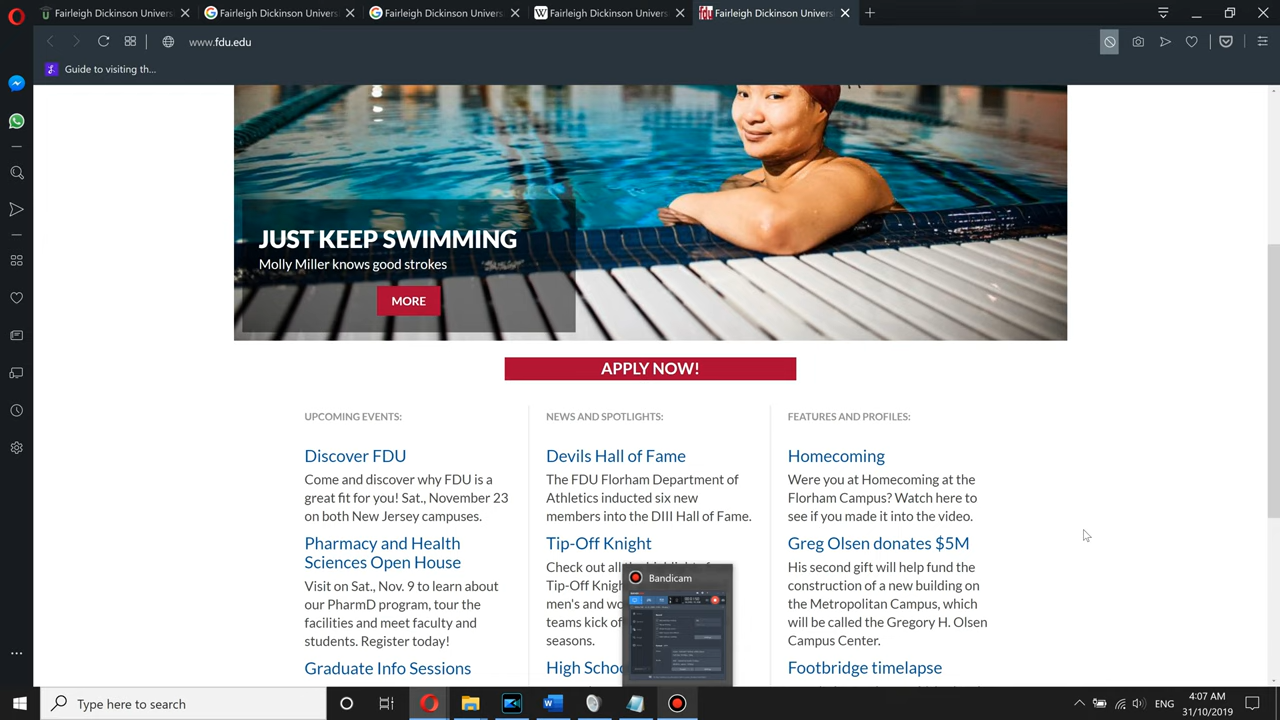 Fairleigh Dickinson Univers
Fairleigh Dickinson Univers
Fairleigh Dickinson Univers
Fairleigh Dickinson Univers
Fairleigh Dickinson Univers
www.fdu.edu
Guide to visiting th...
JUST KEEP SWIMMING
Molly Miller knows good strokes
MORE
APPLY NOW!
UPCOMING EVENTS:
Discover FDU
Come and discover why FDU is a
great fit for you! Sat., November 23
on both New Jersey campuses.
Pharmacy and Health
Sciences Open House
Visit on Sat., Nov. 9 to learn about
our PharmD program, tour the
facilities and meet faculty and
students. Register today!
Graduate Info Sessions
NEWS AND SPOTLIGHTS:
Devils Hall of Fame
The FDU Florham Department of
Athletics inducted six new
members into the DIII Hall of Fame.
Tip-Off Knight
Check out all
Tip-Off Knig
men's and wo
teams kick of
seasons.
High Schoo
FEATURES AND PROFILES:
Homecoming
Were you at Homecoming at the
Florham Campus? Watch here to
see if you made it into the video.
Greg Olsen donates $5M
His second gift will help fund the
construction of a new building on
the Metropolitan Campus, which
will be called the Gregory H. Olsen
Campus Center.
Footbridge timelapse
Bandicam
Type here to search
ENG
4:07 AM
31/10/2019